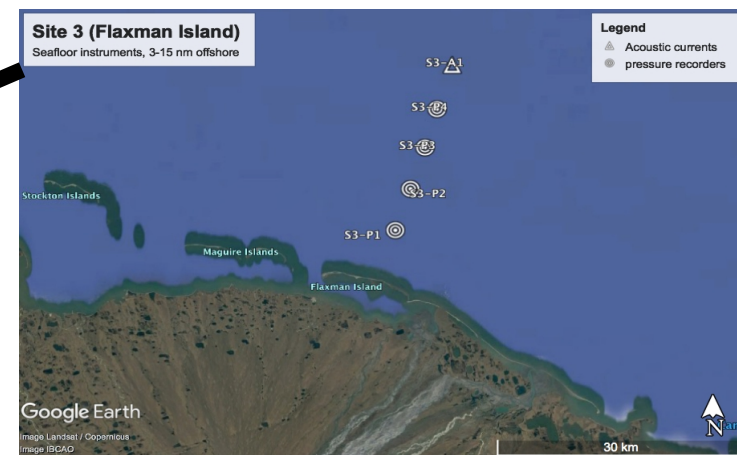 Site 3 (Flaxman Island)
Seafloor instruments, 3-15 nm offshore
Legend
Acoustic currents
pressure recorders
S3-A1
S3-P4
S3-P3
S3-P2
S3-P1
Stockton Islands
Maguire Islands
Flaxman Island
Google Earth
Image Landsat / Copernicus
Image IBCAO
30 km
N